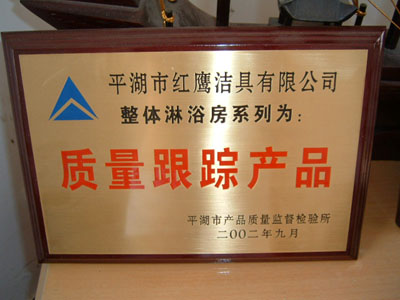 平湖市红鹰洁具有限公司
整体淋浴房系列为:
质量跟踪产品
平湖市产品质量监督检验所
二00二年九月